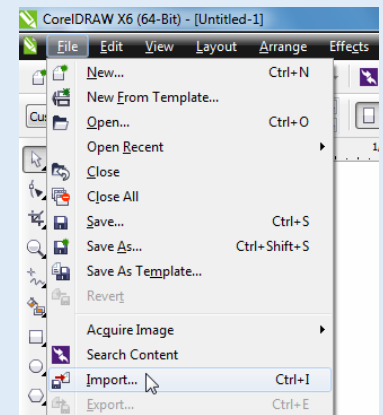 CorelDRAW X6 (64-Bit) - [Untitled-1]
File Edit View Layout Arrange Effects
New... Ctrl+N
New From Template...
Open... Ctrl+O
Open Recent
Close
Close All
Save... Ctrl+S
Save As... Ctrl+Shift+S
Save As Template...
Revert
Acquire Image
Search Content
Import... Ctrl+I
Export... Ctrl+E